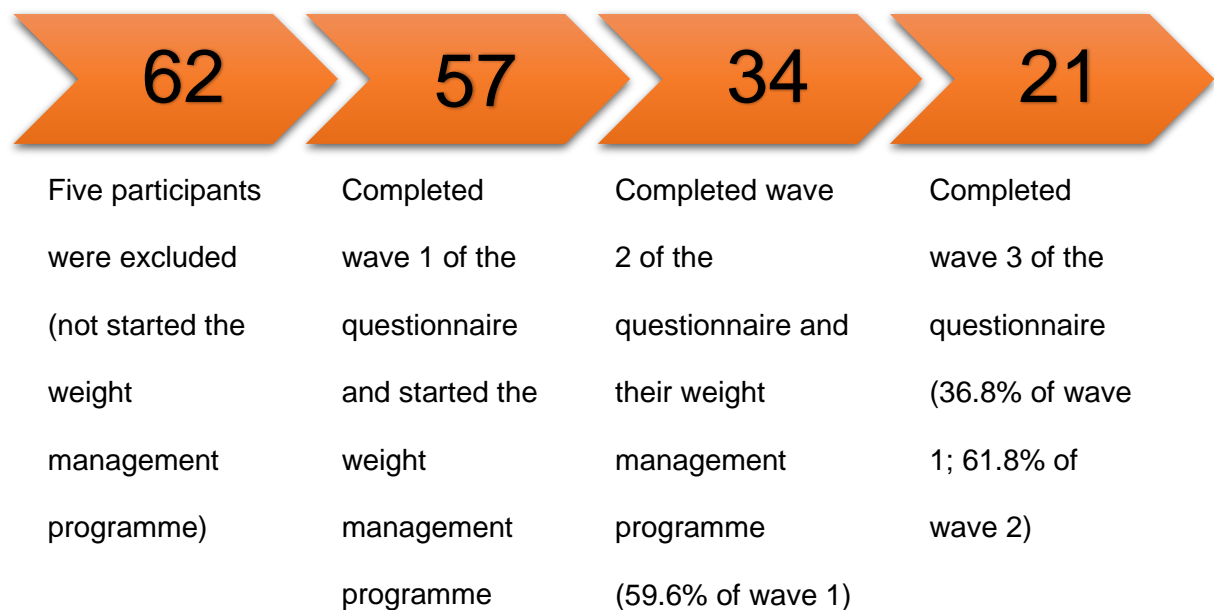 62
Five participants
were excluded
(not started the
weight
management
programme)
57
Completed
wave 1 of the
questionnaire
and started the
weight
management
programme
34
Completed wave
2 of the
questionnaire and
their weight
management
programme
(59.6% of wave 1)
21
Completed
wave 3 of the
questionnaire
(36.8% of wave
1; 61.8% of
wave 2)